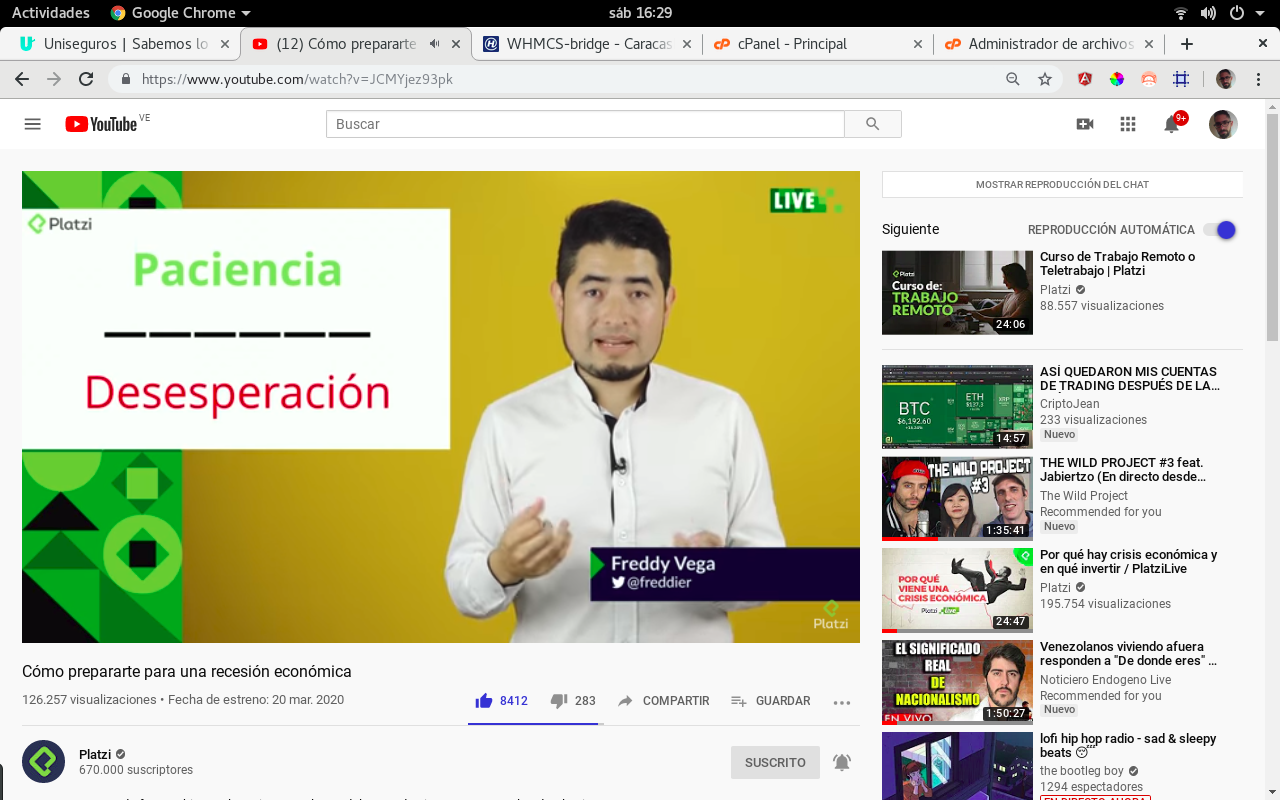 Actividades
Google Chrome
sáb 16:29
Uniseguros | Sabemos lo
(12) Cómo prepararte
WHMCS-bridge - Caracas
cPanel - Principal
Administrador de archivos
https://www.youtube.com/watch?v=JCMYjez93pk
YouTube VE
Buscar
9+
Platzi
LIVE
Paciencia
Desesperación
Freddy Vega
@freddier
Platzi
Cómo prepararte para una recesión económica
126.257 visualizaciones • Fecha de estreno: 20 mar. 2020
8412
283
COMPARTIR
GUARDAR
Platzi
670.000 suscriptores
SUSCRITO
MOSTRAR REPRODUCCIÓN DEL CHAT
Siguiente
REPRODUCCIÓN AUTOMÁTICA
Platzi
Curso de:
TRABAJO
REMOTO
24:06
Curso de Trabajo Remoto o
Teletrabajo | Platzi
Platzi
88.557 visualizaciones
BTC
$6,192.60
ETH
$127.3
XRP
14:57
ASÍ QUEDARON MIS CUENTAS
DE TRADING DESPUÉS DE LA...
CriptoJean
233 visualizaciones
Nuevo
THE WILD PROJECT
#3
1:35:41
THE WILD PROJECT #3 feat.
Jabiertzo (En directo desde...
The Wild Project
Recommended for you
Nuevo
POR QUÉ
VIENE UNA
CRISIS ECONÓMICA
Platzi live
24:47
Por qué hay crisis económica y
en qué invertir / PlatziLive
Platzi
195.754 visualizaciones
EL SIGNIFICADO
REAL
DE
NACIONALISMO
EN VIVO
1:50:27
Venezolanos viviendo afuera
responden a "De donde eres" ...
Noticiero Endogeno Live
Recommended for you
Nuevo
lofi hip hop radio - sad & sleepy
beats 😴
the bootleg boy
1294 espectadores
EN DIRECTO AHORA